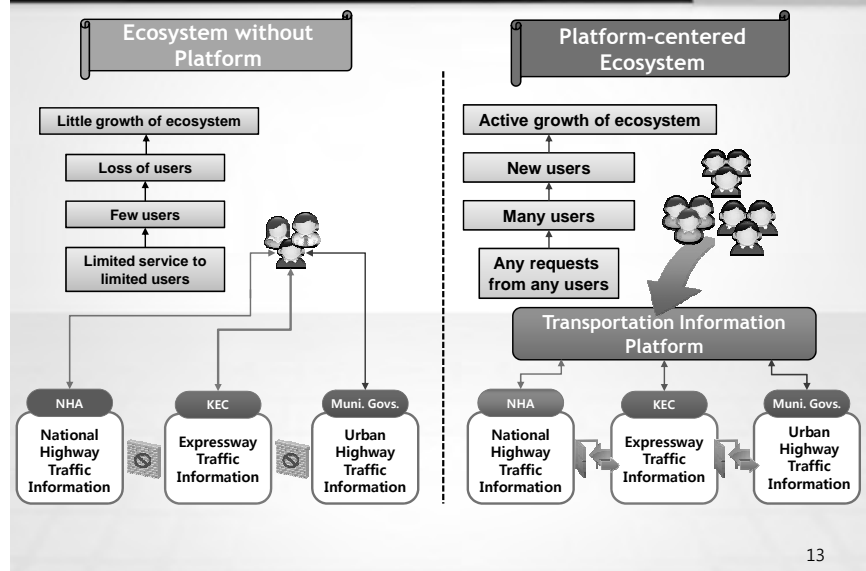 Ecosystem without
Platform
Little growth of ecosystem
Loss of users
Few users
Limited service to
limited users
NHA
National
Highway
Traffic
Information
KEC
Expressway
Traffic
Information
Muni. Govs.
Urban
Highway
Traffic
Information
Platform-centered
Ecosystem
Active growth of ecosystem
New users
Many users
Any requests
from any users
Transportation Information
Platform
NHA
National
Highway
Traffic
Information
KEC
Expressway
Traffic
Information
Muni. Govs.
Urban
Highway
Traffic
Information
13